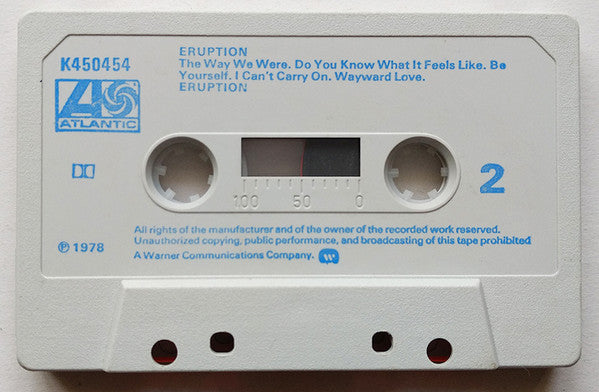 K450454
ERUPTION
The Way We Were. Do You Know What It Feels Like. Be
Yourself. I Can't Carry On. Wayward Love.
ERUPTION
ATLANTIC
2
100 50 0
All rights of the manufacturer and of the owner of the recorded work reserved.
Unauthorized copying, public performance, and broadcasting of this tape prohibited
℗ 1978
A Warner Communications Company.